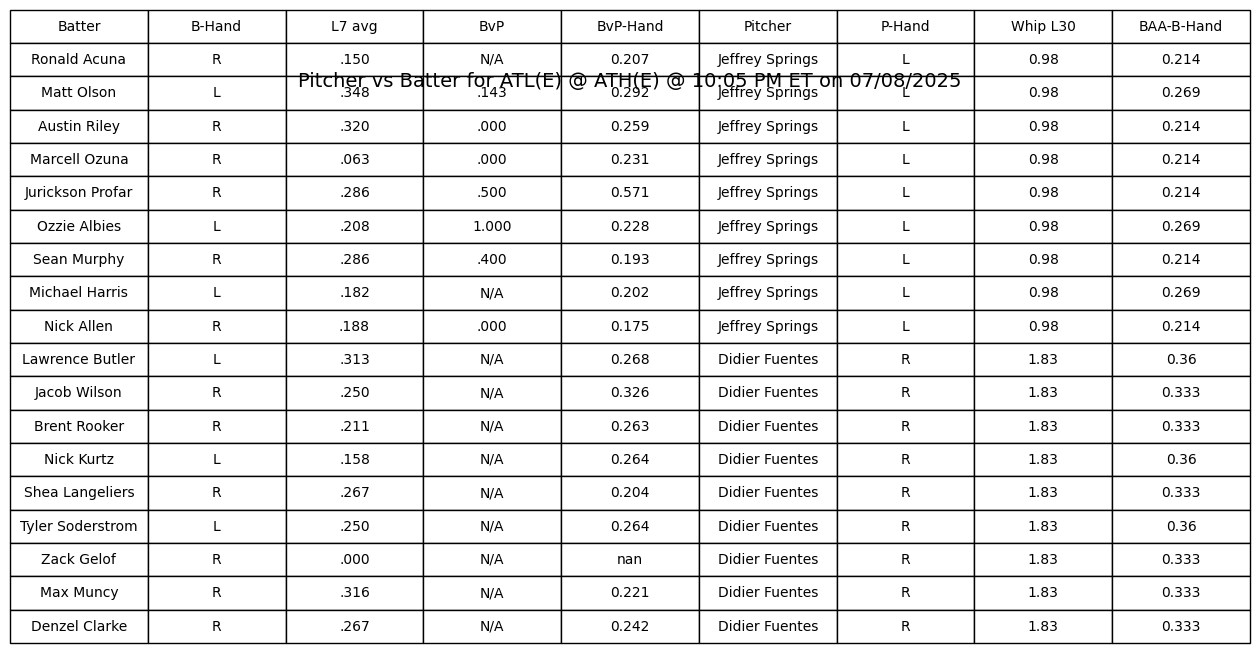 Batter B-Hand L7 avg BvP BvP-Hand Pitcher P-Hand Whip L30 BAA-B-Hand
Ronald Acuna R .150 N/A 0.207 Jeffrey Springs L 0.98 0.214
Pitcher vs Batter for ATL(E) @ ATH(E) @ 10:05 PM ET on 07/08/2025
Matt Olson L .348 .143 0.292 Jeffrey Springs L 0.98 0.269
Austin Riley R .320 .000 0.259 Jeffrey Springs L 0.98 0.214
Marcell Ozuna R .063 .000 0.231 Jeffrey Springs L 0.98 0.214
Jurickson Profar R .286 .500 0.571 Jeffrey Springs L 0.98 0.214
Ozzie Albies L .208 1.000 0.228 Jeffrey Springs L 0.98 0.269
Sean Murphy R .286 .400 0.193 Jeffrey Springs L 0.98 0.214
Michael Harris L .182 N/A 0.202 Jeffrey Springs L 0.98 0.269
Nick Allen R .188 .000 0.175 Jeffrey Springs L 0.98 0.214
Lawrence Butler L .313 N/A 0.268 Didier Fuentes R 1.83 0.36
Jacob Wilson R .250 N/A 0.326 Didier Fuentes R 1.83 0.333
Brent Rooker R .211 N/A 0.263 Didier Fuentes R 1.83 0.333
Nick Kurtz L .158 N/A 0.264 Didier Fuentes R 1.83 0.36
Shea Langeliers R .267 N/A 0.204 Didier Fuentes R 1.83 0.333
Tyler Soderstrom L .250 N/A 0.264 Didier Fuentes R 1.83 0.36
Zack Gelof R .000 N/A nan Didier Fuentes R 1.83 0.333
Max Muncy R .316 N/A 0.221 Didier Fuentes R 1.83 0.333
Denzel Clarke R .267 N/A 0.242 Didier Fuentes R 1.83 0.333